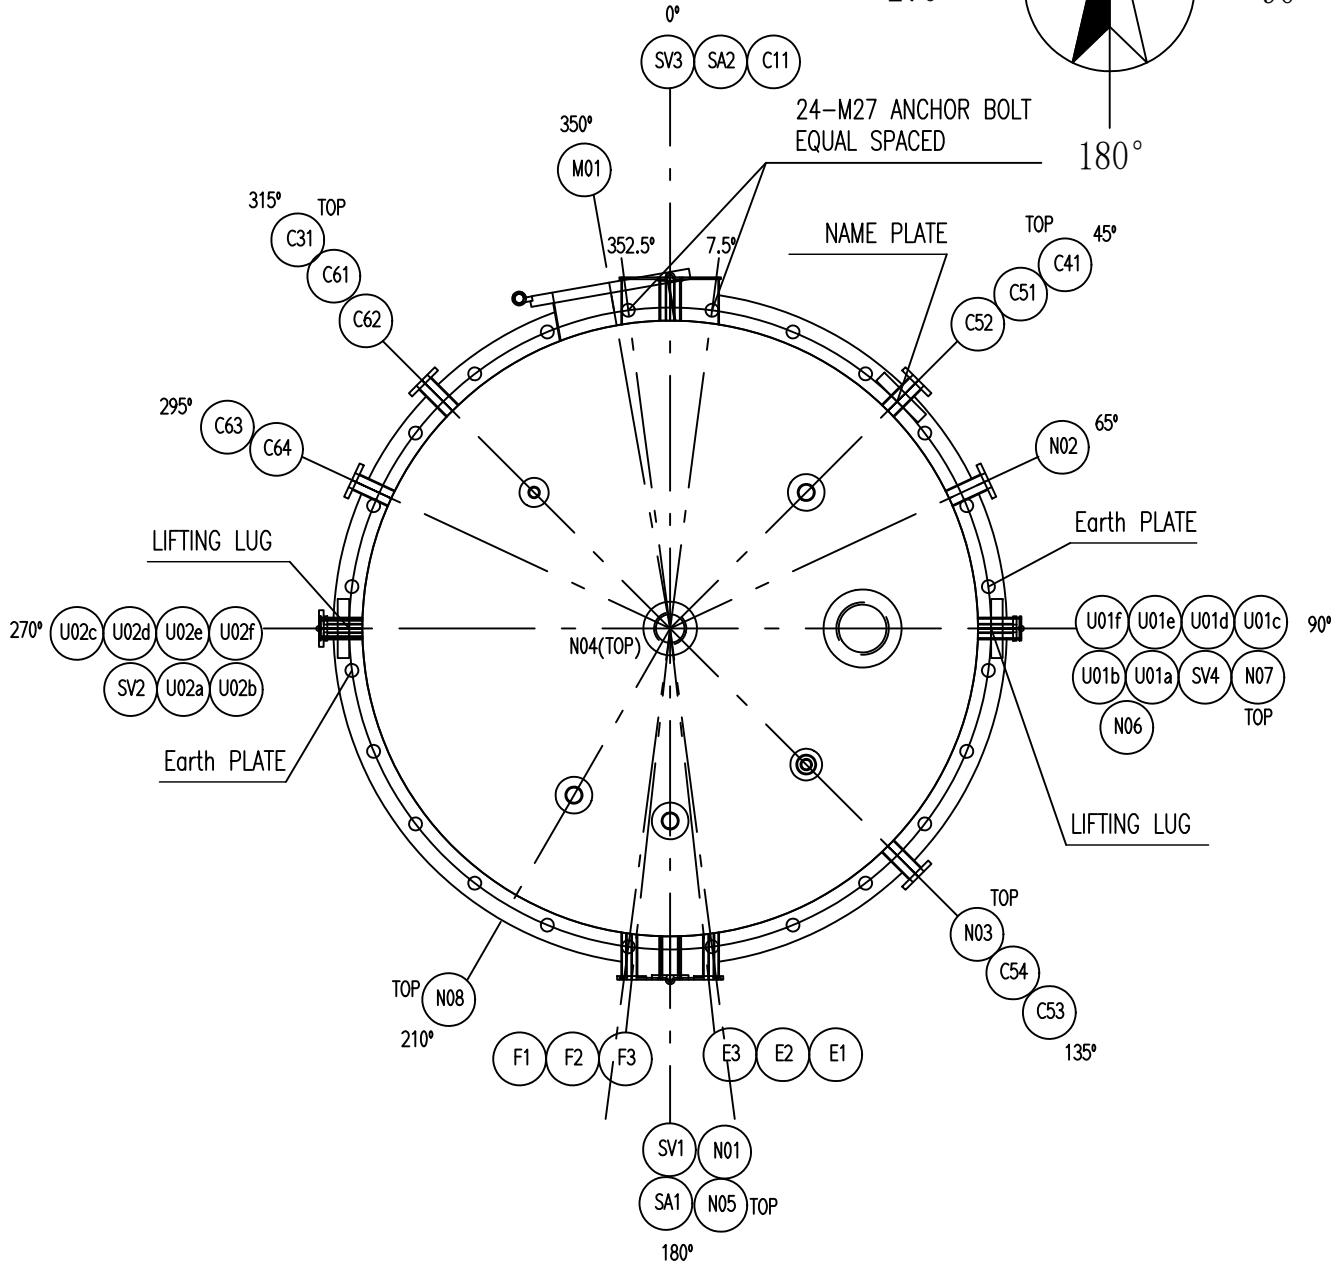 0°
SV3 SA2 C11
24-M27 ANCHOR BOLT
EQUAL SPACED
180°
350°
M01
315° TOP
C31
C61
C62
352.5° 7.5°
NAME PLATE
TOP 45°
C41
C51
C52
295°
C63
C64
N02 65°
LIFTING LUG
Earth PLATE
270° U02c U02d U02e U02f
SV2 U02a U02b
N04(TOP)
U01f U01e U01d U01c 90°
U01b U01a SV4 N07
N06 TOP
Earth PLATE
LIFTING LUG
TOP
N03
C54
C53
135°
TOP N08
210°
F1 F2 F3
E3 E2 E1
SV1 N01
SA1 N05 TOP
180°